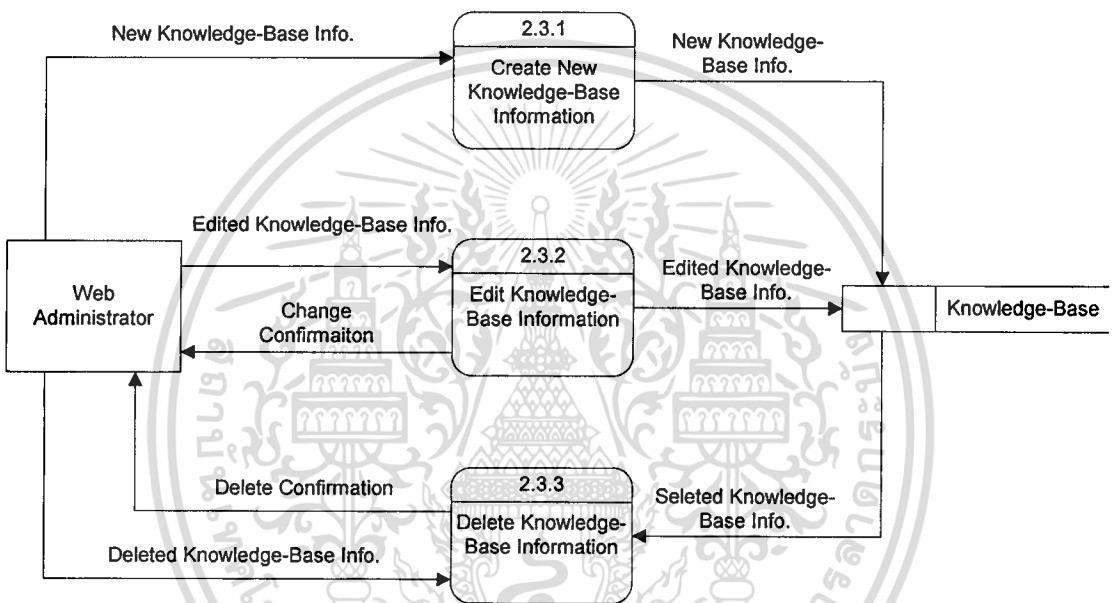 New Knowledge-Base Info.
2.3.1
Create New
Knowledge-Base
Information
New Knowledge-
Base Info.
Edited Knowledge-Base Info.
2.3.2
Edit Knowledge-
Base Information
Edited Knowledge-
Base Info.
Web
Administrator
Change
Confirmaiton
Knowledge-Base
Delete Confirmation
2.3.3
Delete Knowledge-
Base Information
Seleted Knowledge-
Base Info.
Deleted Knowledge-Base Info.